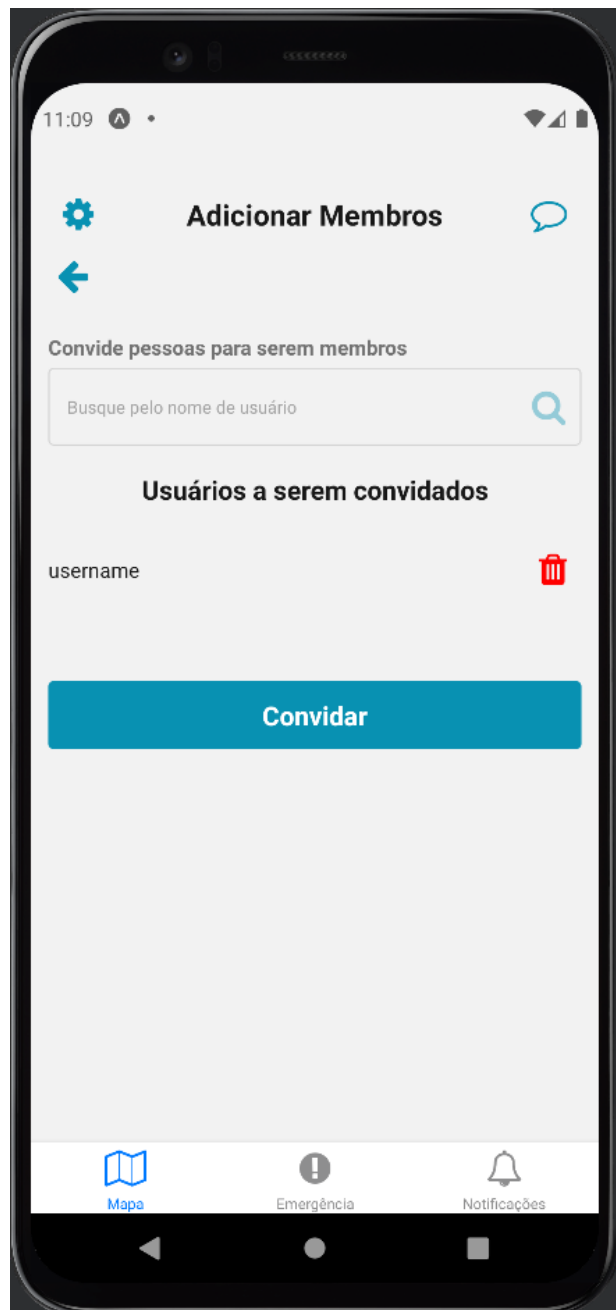 11:09
Adicionar Membros
Convide pessoas para serem membros
Busque pelo nome de usuário
Usuários a serem convidados
username
Convidar
Mapa
Emergência
Notificações